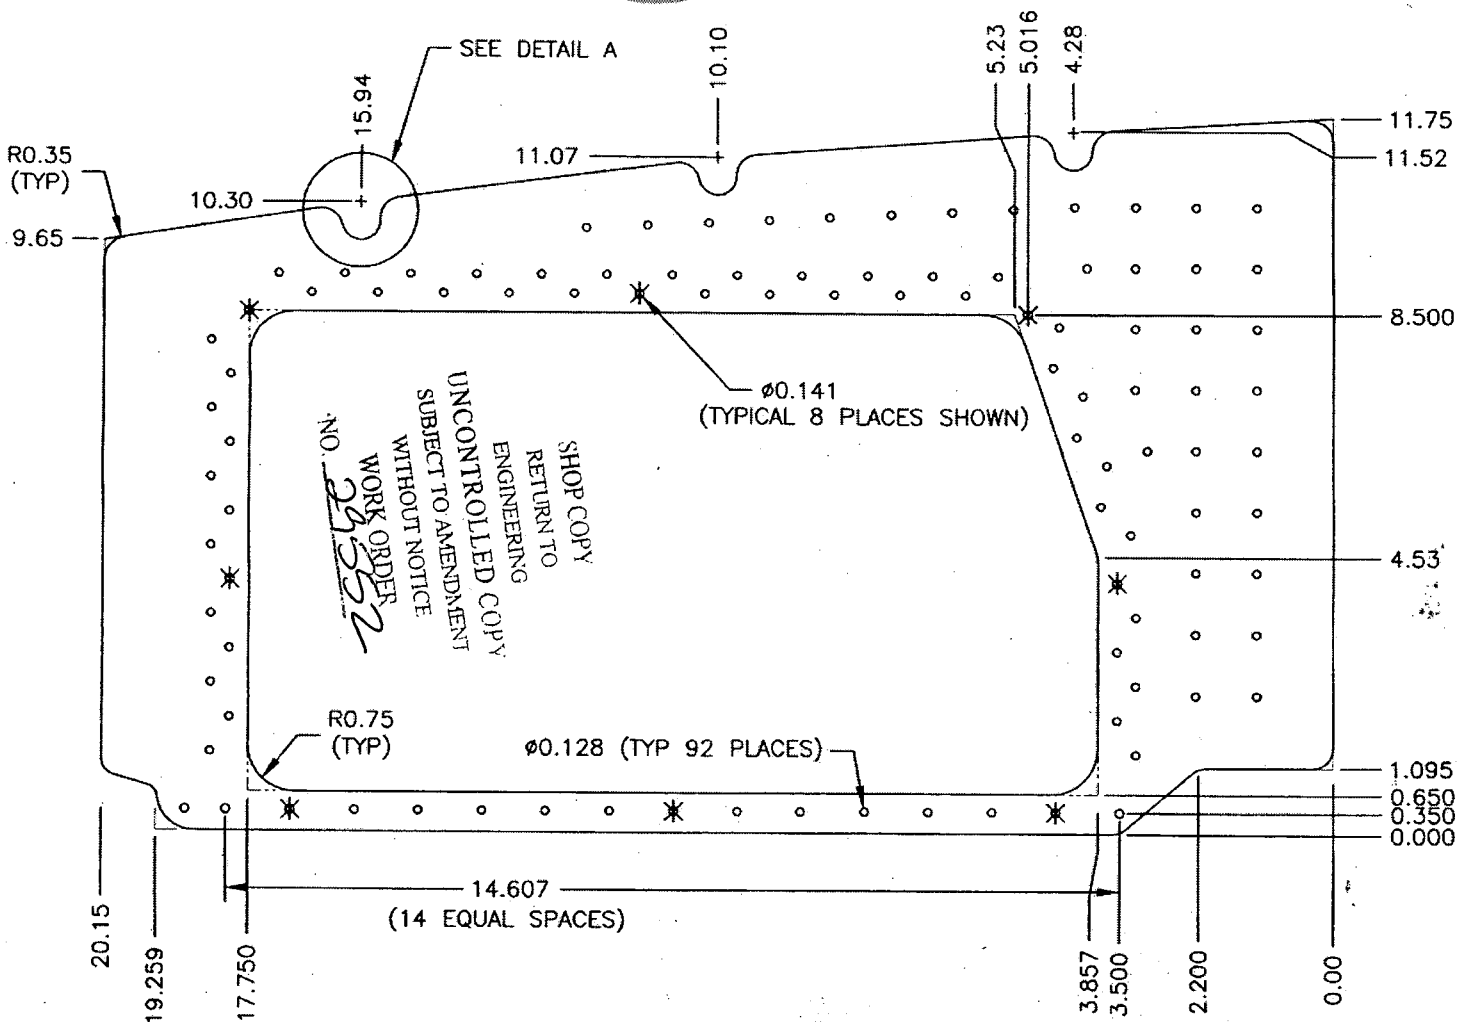 SEE DETAIL A
15.94
10.10
5.23
5.016
4.28
R0.35
(TYP)
11.75
11.07
11.52
10.30
9.65
8.500
Ø0.141
(TYPICAL 8 PLACES SHOWN)
SHOP COPY
RETURN TO
ENGINEERING
UNCONTROLLED COPY
SUBJECT TO AMENDMENT
WITHOUT NOTICE
WORK ORDER
NO.
4.53
R0.75
(TYP)
Ø0.128 (TYP 92 PLACES)
1.095
0.650
0.350
0.000
14.607
(14 EQUAL SPACES)
20.15
19.259
17.750
3.857
3.500
2.200
0.00